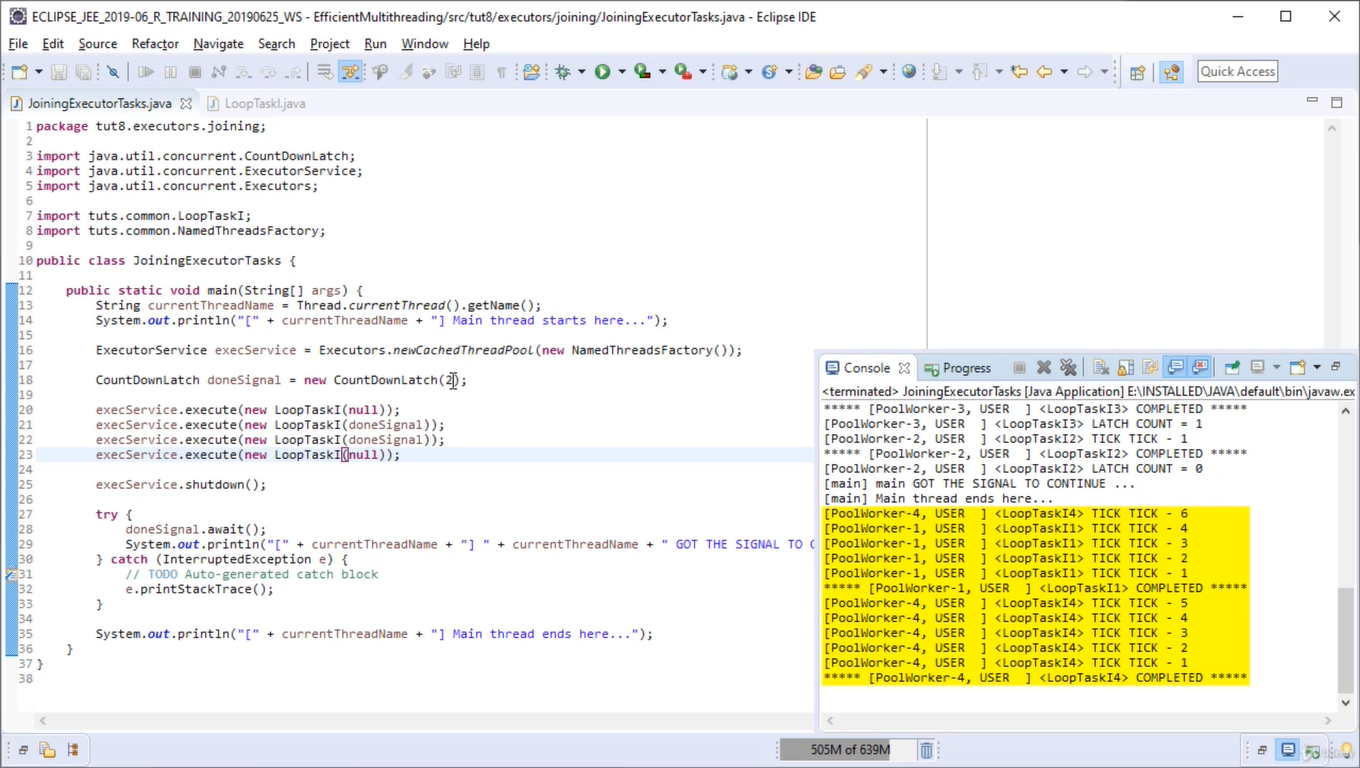 ECLIPSE_JEE_2019-06_R_TRAINING_20190625_WS - EfficientMultithreading/src/tut8/executors/joining/JoiningExecutorTasks.java - Eclipse IDE
File Edit Source Refactor Navigate Search Project Run Window Help
Quick Access
JoiningExecutorTasks.java LoopTaskI.java
1 package tut8.executors.joining;
2
3 import java.util.concurrent.CountDownLatch;
4 import java.util.concurrent.ExecutorService;
5 import java.util.concurrent.Executors;
6
7 import tuts.common.LoopTaskI;
8 import tuts.common.NamedThreadsFactory;
9
10 public class JoiningExecutorTasks {
11
12 public static void main(String[] args) {
13 String currentThreadName = Thread.currentThread().getName();
14 System.out.println("[" + currentThreadName + "] Main thread starts here...");
15
16 ExecutorService execService = Executors.newCachedThreadPool(new NamedThreadsFactory());
17
18 CountDownLatch doneSignal = new CountDownLatch(2);
19
20 execService.execute(new LoopTaskI(null));
21 execService.execute(new LoopTaskI(doneSignal));
22 execService.execute(new LoopTaskI(doneSignal));
23 execService.execute(new LoopTaskI(null));
24
25 execService.shutdown();
26
27 try {
28 doneSignal.await();
29 System.out.println("[" + currentThreadName + "] " + currentThreadName + " GOT THE SIGNAL TO C
30 } catch (InterruptedException e) {
31 // TODO Auto-generated catch block
32 e.printStackTrace();
33 }
34
35 System.out.println("[" + currentThreadName + "] Main thread ends here...");
36 }
37 }
38
Console Progress
<terminated> JoiningExecutorTasks [Java Application] E:\INSTALLED\JAVA\default\bin\javaw.ex
***** [PoolWorker-3, USER ] <LoopTaskI3> COMPLETED *****
[PoolWorker-3, USER ] <LoopTaskI3> LATCH COUNT = 1
[PoolWorker-2, USER ] <LoopTaskI2> TICK TICK - 1
***** [PoolWorker-2, USER ] <LoopTaskI2> COMPLETED *****
[PoolWorker-2, USER ] <LoopTaskI2> LATCH COUNT = 0
[main] main GOT THE SIGNAL TO CONTINUE ...
[main] Main thread ends here...
[PoolWorker-4, USER ] <LoopTaskI4> TICK TICK - 6
[PoolWorker-1, USER ] <LoopTaskI1> TICK TICK - 4
[PoolWorker-1, USER ] <LoopTaskI1> TICK TICK - 3
[PoolWorker-1, USER ] <LoopTaskI1> TICK TICK - 2
[PoolWorker-1, USER ] <LoopTaskI1> TICK TICK - 1
***** [PoolWorker-1, USER ] <LoopTaskI1> COMPLETED *****
[PoolWorker-4, USER ] <LoopTaskI4> TICK TICK - 5
[PoolWorker-4, USER ] <LoopTaskI4> TICK TICK - 4
[PoolWorker-4, USER ] <LoopTaskI4> TICK TICK - 3
[PoolWorker-4, USER ] <LoopTaskI4> TICK TICK - 2
[PoolWorker-4, USER ] <LoopTaskI4> TICK TICK - 1
***** [PoolWorker-4, USER ] <LoopTaskI4> COMPLETED *****
505M of 639M